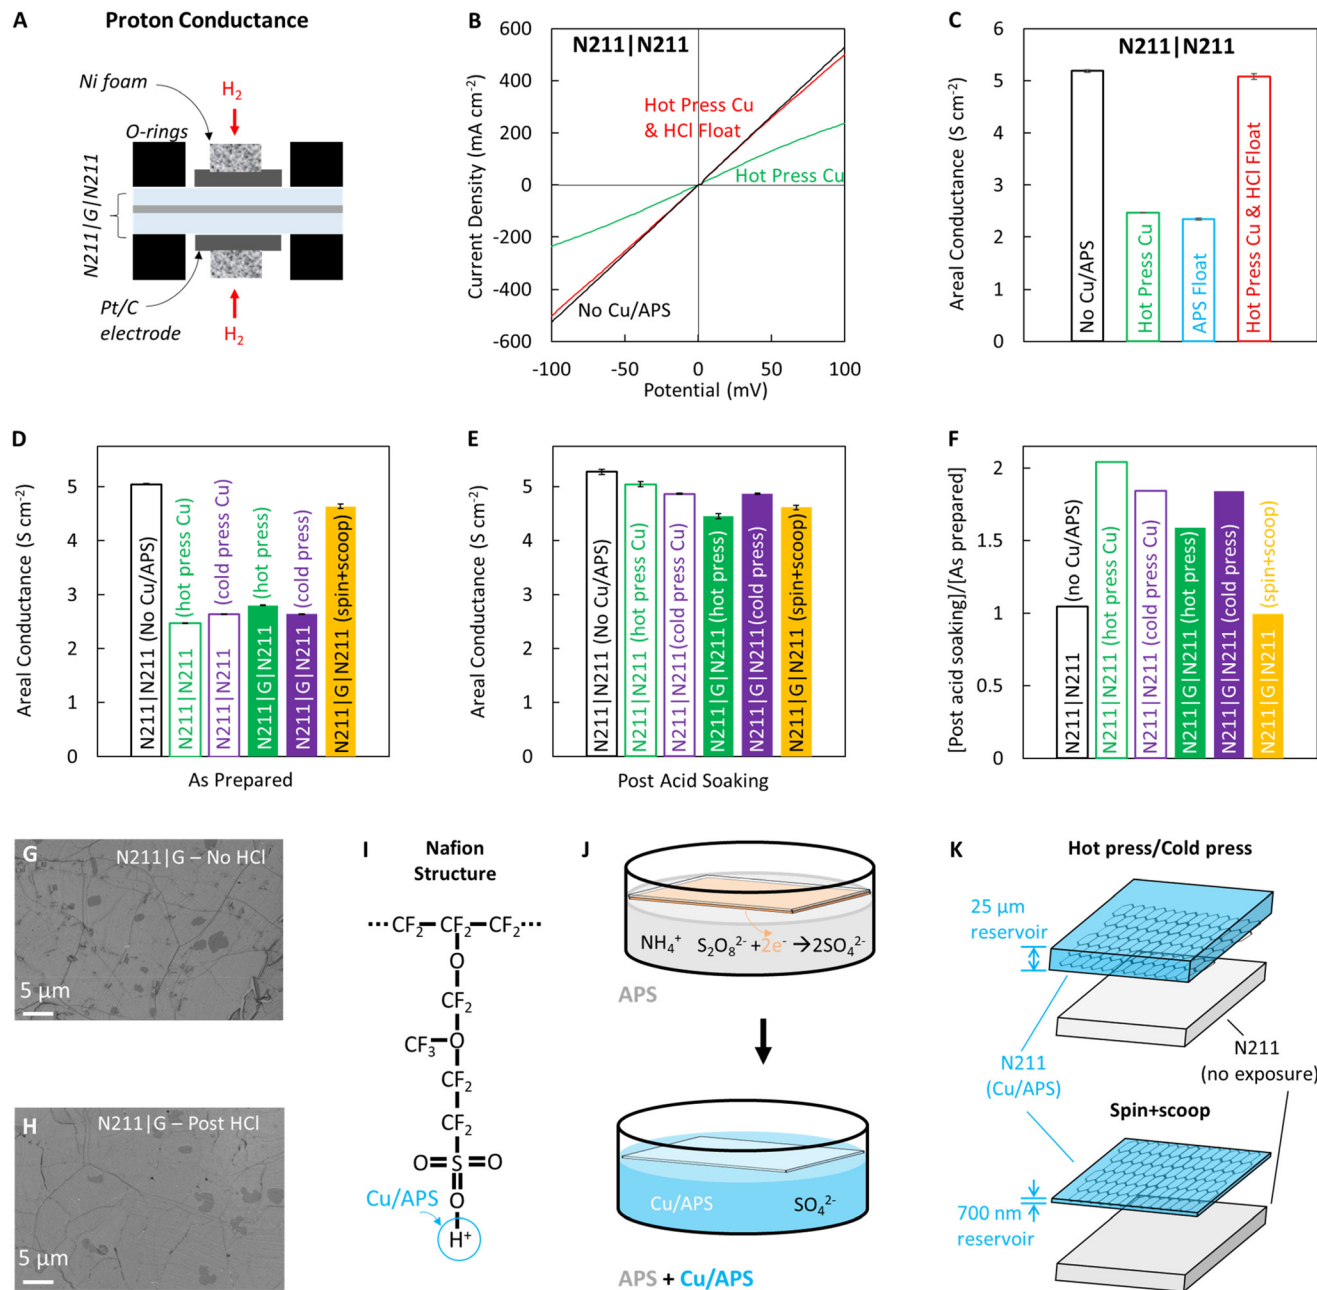 A
Proton Conductance
Ni foam
H2
O-rings
N211|G|N211
Pt/C
electrode
H2
B
N211|N211
Current Density (mA cm-2)
600
400
200
0
-200
-400
-600
Hot Press Cu
& HCl Float
Hot Press Cu
No Cu/APS
-100
-50
0
50
100
Potential (mV)
C
N211|N211
Areal Conductance (S cm-2)
6
5
4
3
2
1
0
No Cu/APS
Hot Press Cu
APS Float
Hot Press Cu & HCl Float
D
Areal Conductance (S cm-2)
5
4
3
2
1
0
N211|N211 (No Cu/APS)
N211|N211 (hot press Cu)
N211|N211 (cold press Cu)
N211|G|N211 (hot press)
N211|G|N211 (cold press)
N211|G|N211 (spin+scoop)
As Prepared
E
Areal Conductance (S cm-2)
5
4
3
2
1
0
N211|N211 (No Cu/APS)
N211|N211 (hot press Cu)
N211|N211 (cold press Cu)
N211|G|N211 (hot press)
N211|G|N211 (cold press)
N211|G|N211 (spin+scoop)
Post Acid Soaking
F
[Post acid soaking]/[As prepared]
2
1.5
1
0.5
0
N211|N211 (no Cu/APS)
N211|N211 (hot press Cu)
N211|N211 (cold press Cu)
N211|G|N211 (hot press)
N211|G|N211 (cold press)
N211|G|N211 (spin+scoop)
G
N211|G – No HCl
5 μm
H
N211|G – Post HCl
5 μm
I
Nafion
Structure
CF2 CF2 CF2
O
CF2
CF3 O
CF2
CF2
O S O
O
Cu/APS
H+
J
NH4+ S2O82- +2e- →2SO42-
APS
Cu/APS SO42-
APS + Cu/APS
K
Hot press/Cold press
25 μm
reservoir
N211
(Cu/APS)
N211
(no exposure)
Spin+scoop
700 nm
reservoir